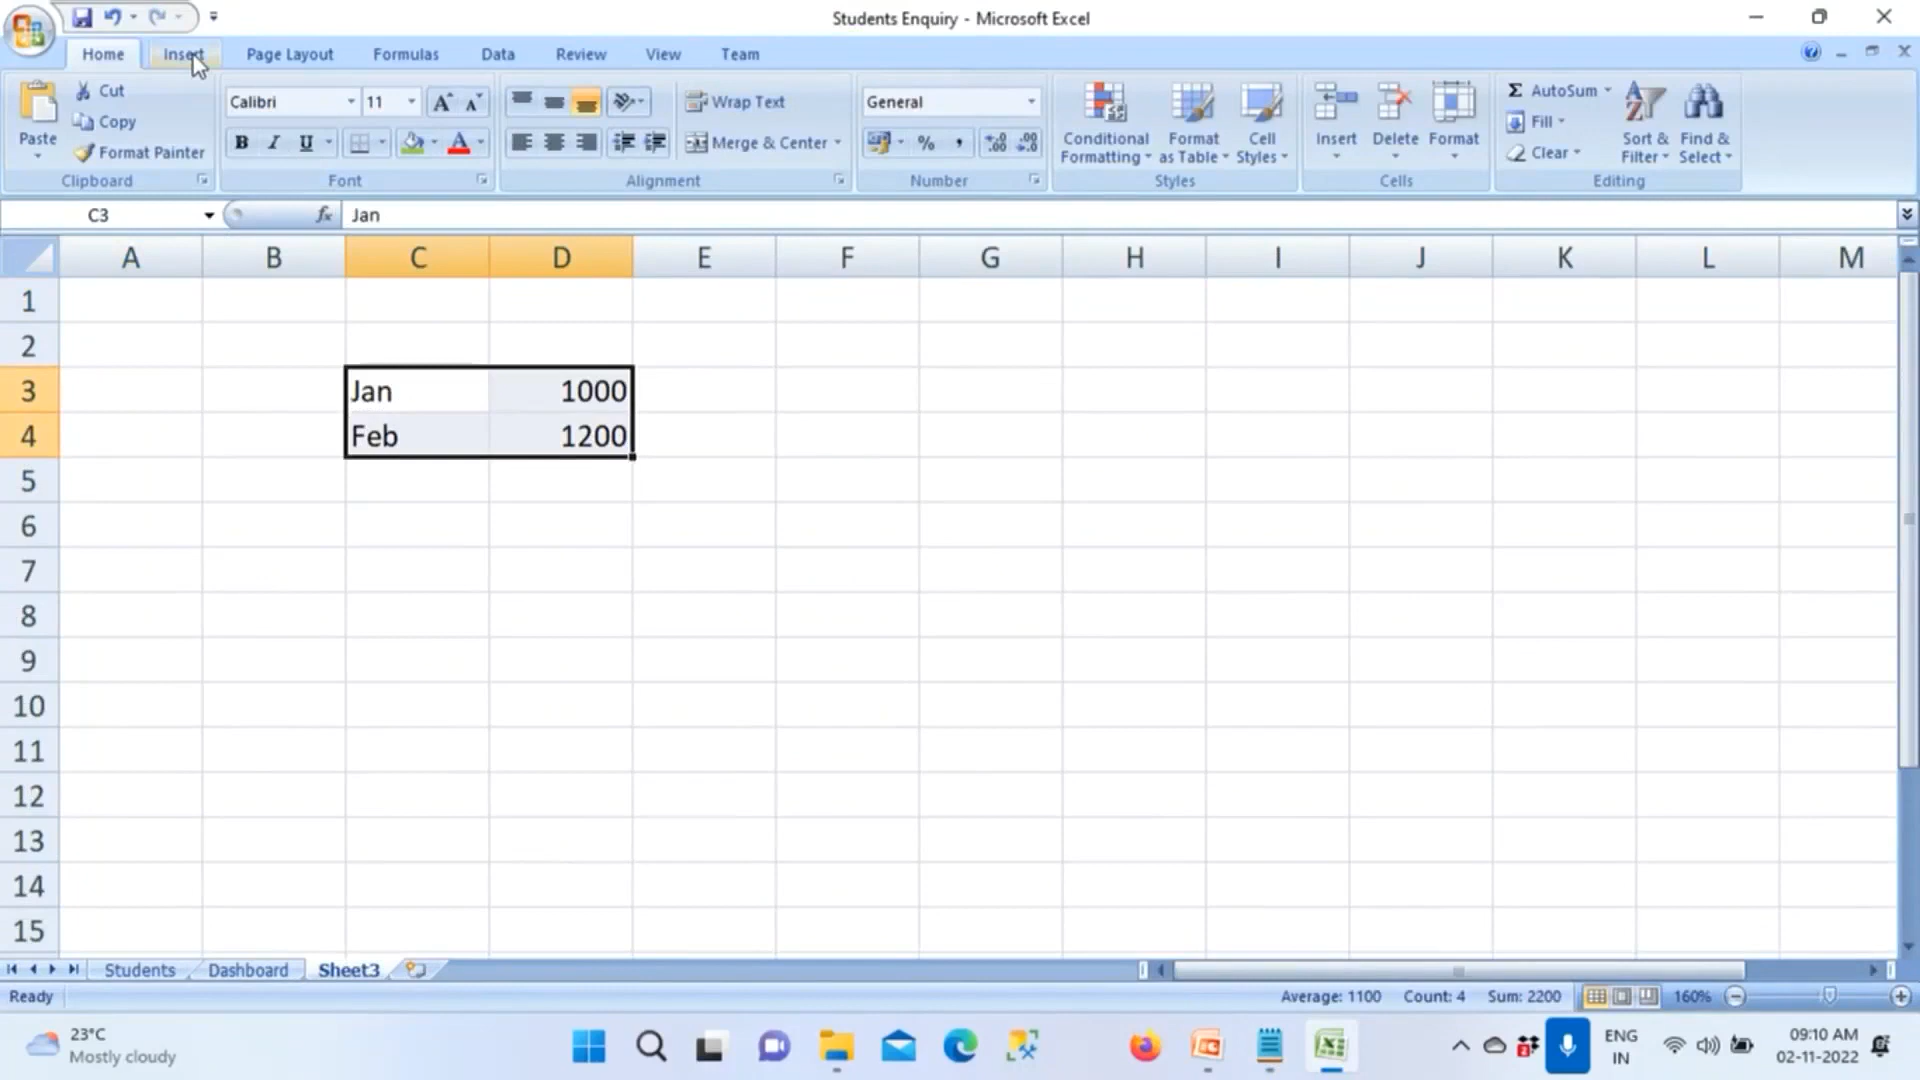 Students Enquiry - Microsoft Excel
Home Insert Page Layout Formulas Data Review View Team
Paste
Cut
Copy
Format Painter
Clipboard
Calibri 11
B I U
Font
Wrap Text
Merge & Center
Alignment
General
%
Number
Conditional Formatting
Format as Table
Cell Styles
Styles
Insert
Delete
Format
Cells
Σ AutoSum
Fill
Clear
Sort & Filter
Find & Select
Editing
C3 fx Jan
A B C D E F G H I J K L M
1
2
3 Jan 1000
4 Feb 1200
5
6
7
8
9
10
11
12
13
14
15
Students Dashboard Sheet3
Ready Average: 1100 Count: 4 Sum: 2200 160%
23°C
Mostly cloudy
ENG
IN
09:10 AM
02-11-2022